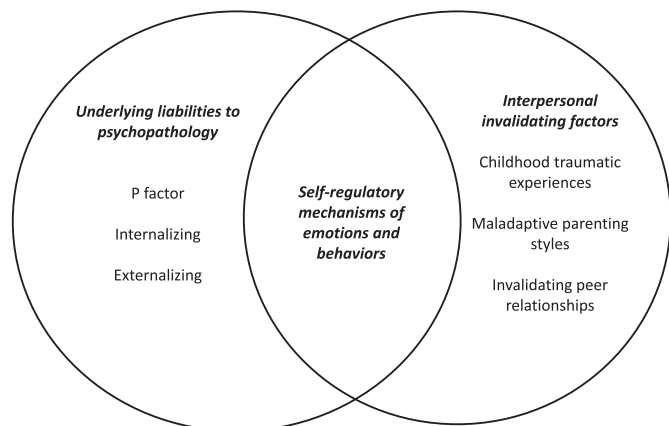 Underlying liabilities to
psychopathology
P factor
Internalizing
Externalizing
Self-regulatory
mechanisms of
emotions and
behaviors
Interpersonal
invalidating factors
Childhood traumatic
experiences
Maladaptive parenting
styles
Invalidating peer
relationships